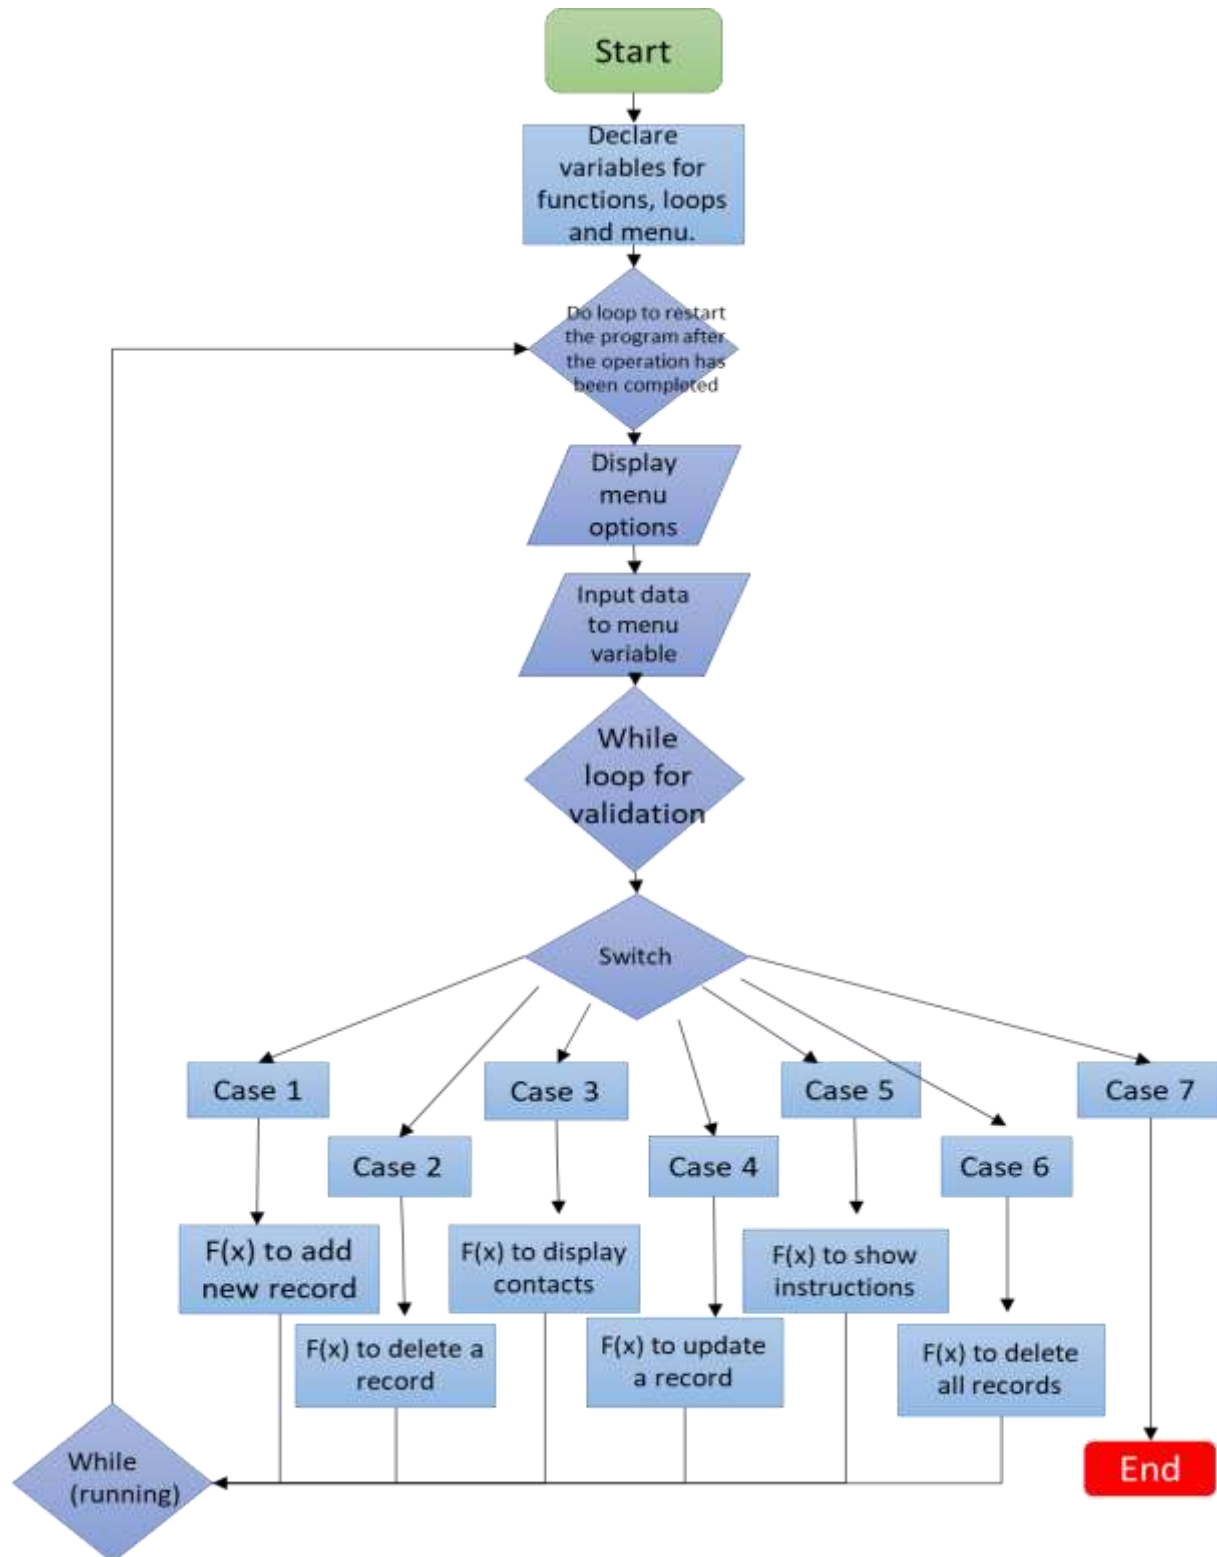 Start
Declare
variables for
functions, loops
and menu.
Do loop to restart
the program after
the operation has
been completed
Display
menu
options
Input data
to menu
variable
While
loop for
validation
Switch
Case 1
Case 3
Case 5
Case 7
Case 2
Case 4
Case 6
F(x) to add
new record
F(x) to display
contacts
F(x) to show
instructions
F(x) to delete a
record
F(x) to update
a record
F(x) to delete
all records
While
(running)
End